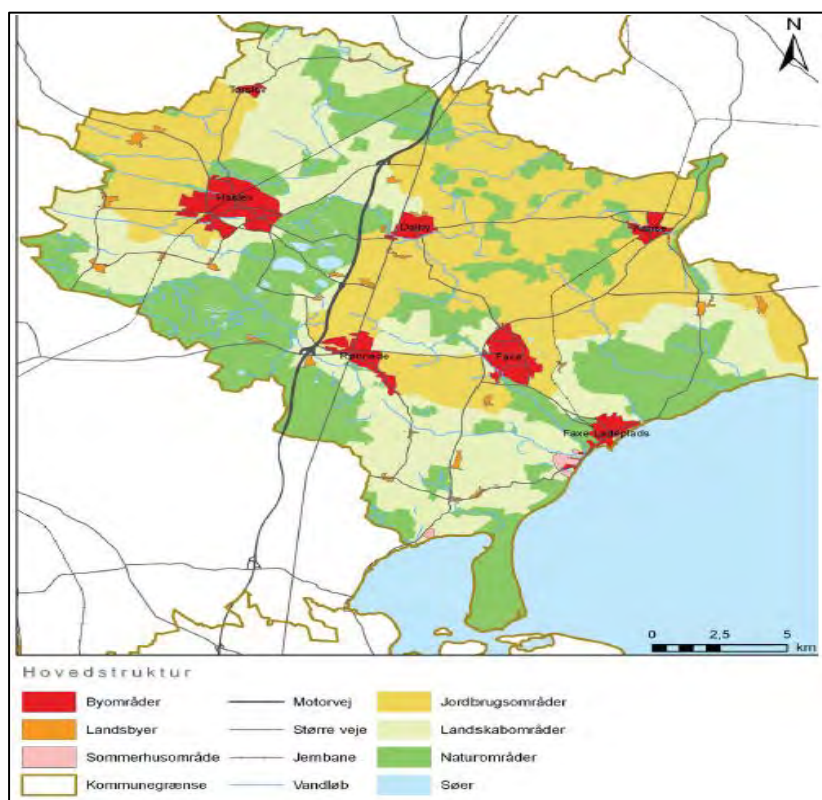 N
Haslev
Dalby
Karise
Rønnede
Faxe
Faxe Ladeplads
0 2,5 5
km
Hovedstruktur
Byområder
Motorvej
Jordbrugsområder
Landsbyer
Større veje
Landskabområder
Sommerhusområde
Jernbane
Naturområder
Kommunegrænse
Vandløb
Søer